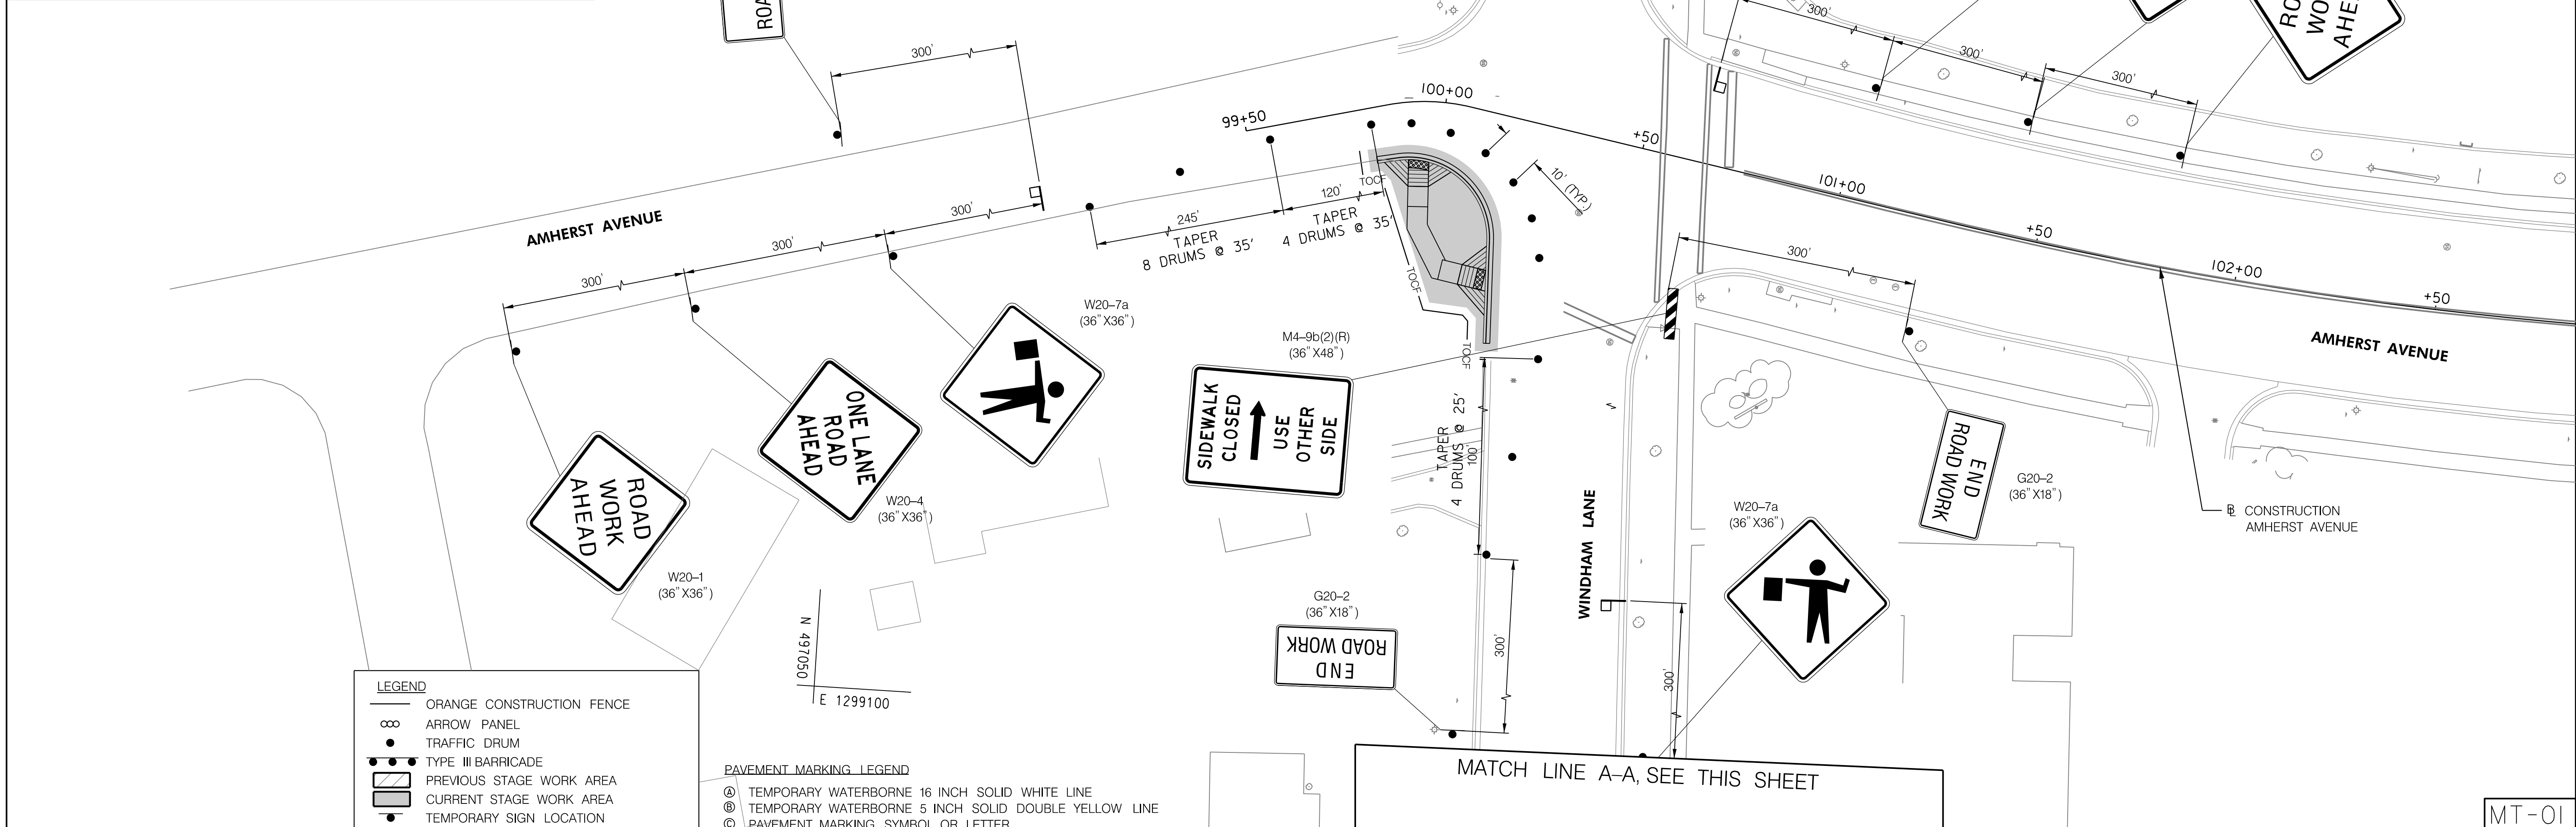 ROA
300'
300'
300'
300'
ROAD
WORK
AHEAD
99+50
100+00
+50
101+00
+50
102+00
+50
AMHERST AVENUE
300'
300'
300'
245'
TAPER
8 DRUMS @ 35'
120'
TAPER
4 DRUMS @ 35'
TOCF
TOCF
TOCF
10' (TYP.)
300'
AMHERST AVENUE
W20-7a
(36"X36")
M4-9b(2)(R)
(36"X48")
SIDEWALK
CLOSED
USE
OTHER
SIDE
ONE LANE
ROAD
AHEAD
W20-4
(36"X36")
ROAD
WORK
AHEAD
W20-1
(36"X36")
TAPER
4 DRUMS @ 25'
100'
WINDHAM LANE
W20-7a
(36"X36")
END
ROAD WORK
G20-2
(36"X18")
BL CONSTRUCTION
AMHERST AVENUE
G20-2
(36"X18")
END
ROAD WORK
300'
300'
N 497050
E 1299100
LEGEND
ORANGE CONSTRUCTION FENCE
ARROW PANEL
TRAFFIC DRUM
TYPE III BARRICADE
PREVIOUS STAGE WORK AREA
CURRENT STAGE WORK AREA
TEMPORARY SIGN LOCATION
PAVEMENT MARKING LEGEND
Ⓐ TEMPORARY WATERBORNE 16 INCH SOLID WHITE LINE
Ⓑ TEMPORARY WATERBORNE 5 INCH SOLID DOUBLE YELLOW LINE
Ⓒ PAVEMENT MARKING SYMBOL OR LETTER
MATCH LINE A-A, SEE THIS SHEET
MT-01